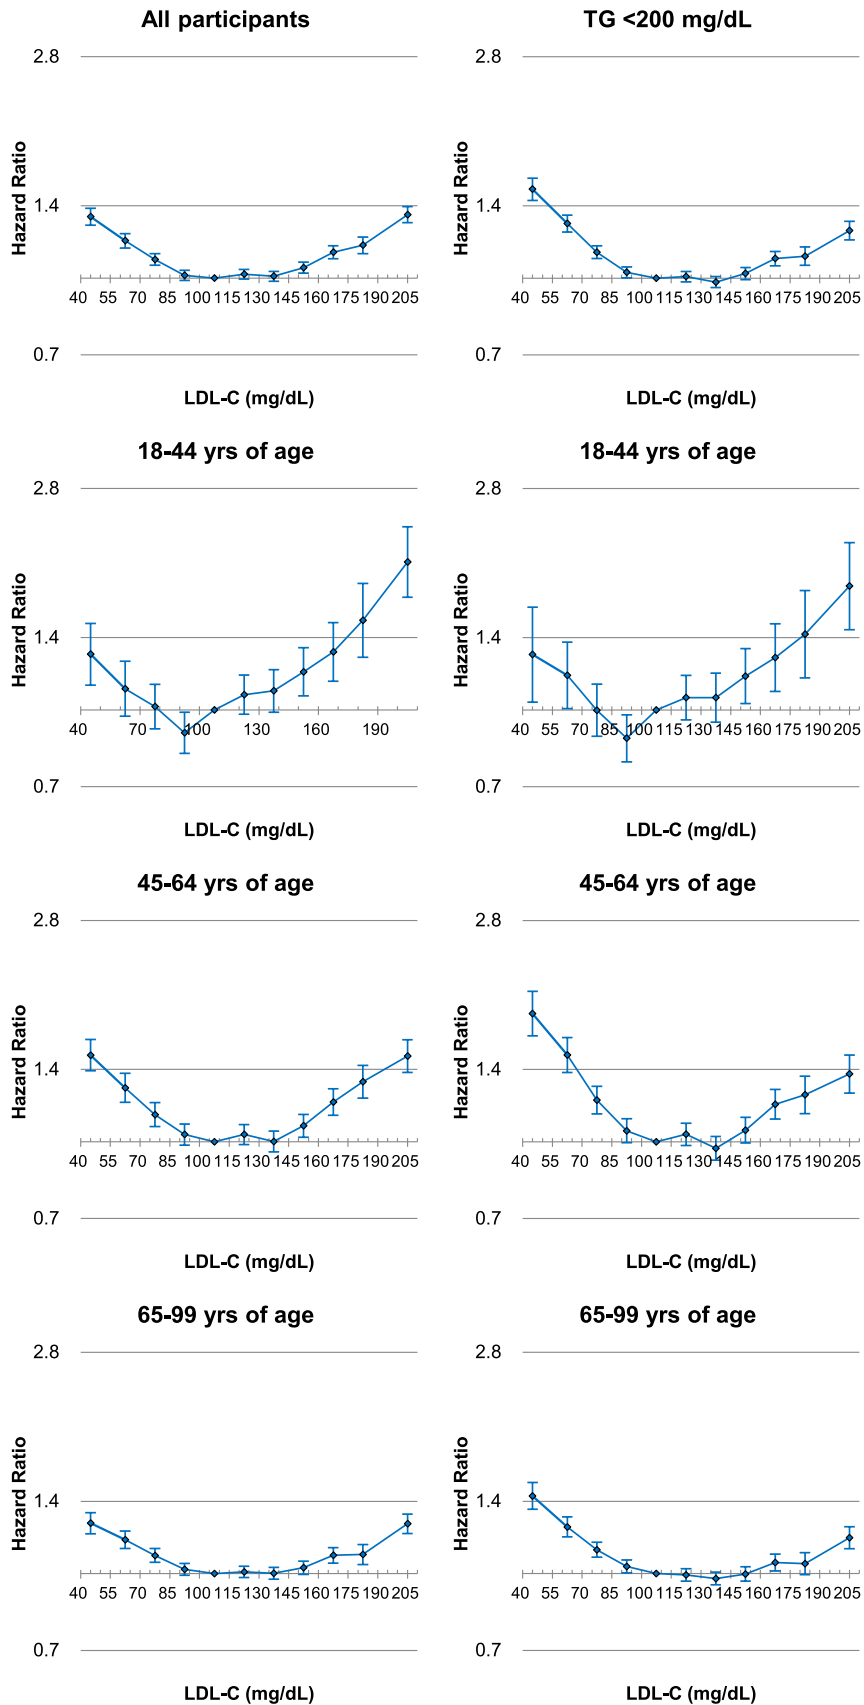 All participants
TG <200 mg/dL
2.8
2.8
Hazard Ratio
Hazard Ratio
1.4
1.4
40 55 70 85 100 115 130 145 160 175 190 205
40 55 70 85 100 115 130 145 160 175 190 205
0.7
0.7
LDL-C (mg/dL)
LDL-C (mg/dL)
18-44 yrs of age
18-44 yrs of age
2.8
2.8
Hazard Ratio
Hazard Ratio
1.4
1.4
40 70 100 130 160 190
40 55 70 85 100 115 130 145 160 175 190 205
0.7
0.7
LDL-C (mg/dL)
LDL-C (mg/dL)
45-64 yrs of age
45-64 yrs of age
2.8
2.8
Hazard Ratio
Hazard Ratio
1.4
1.4
40 55 70 85 100 115 130 145 160 175 190 205
40 55 70 85 100 115 130 145 160 175 190 205
0.7
0.7
LDL-C (mg/dL)
LDL-C (mg/dL)
65-99 yrs of age
65-99 yrs of age
2.8
2.8
Hazard Ratio
Hazard Ratio
1.4
1.4
40 55 70 85 100 115 130 145 160 175 190 205
40 55 70 85 100 115 130 145 160 175 190 205
0.7
0.7
LDL-C (mg/dL)
LDL-C (mg/dL)